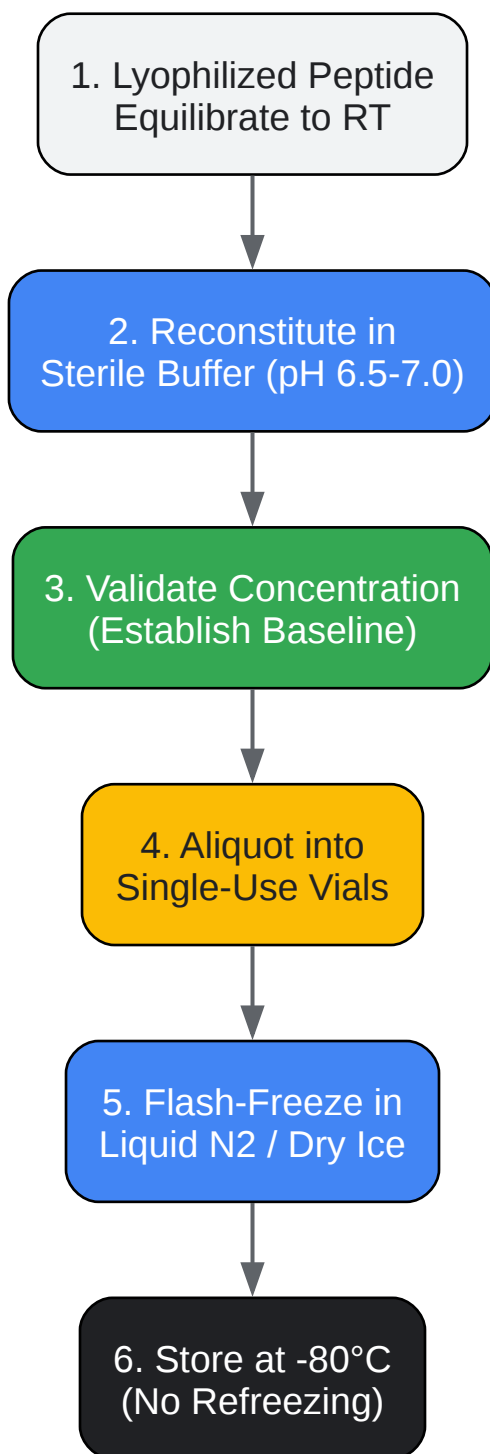 1. Lyophilized Peptide
Equilibrate to RT
2. Reconstitute in
Sterile Buffer (pH 6.5-7.0)
3. Validate Concentration
(Establish Baseline)
4. Aliquot into
Single-Use Vials
5. Flash-Freeze in
Liquid N2 / Dry Ice
6. Store at -80°C
(No Refreezing)